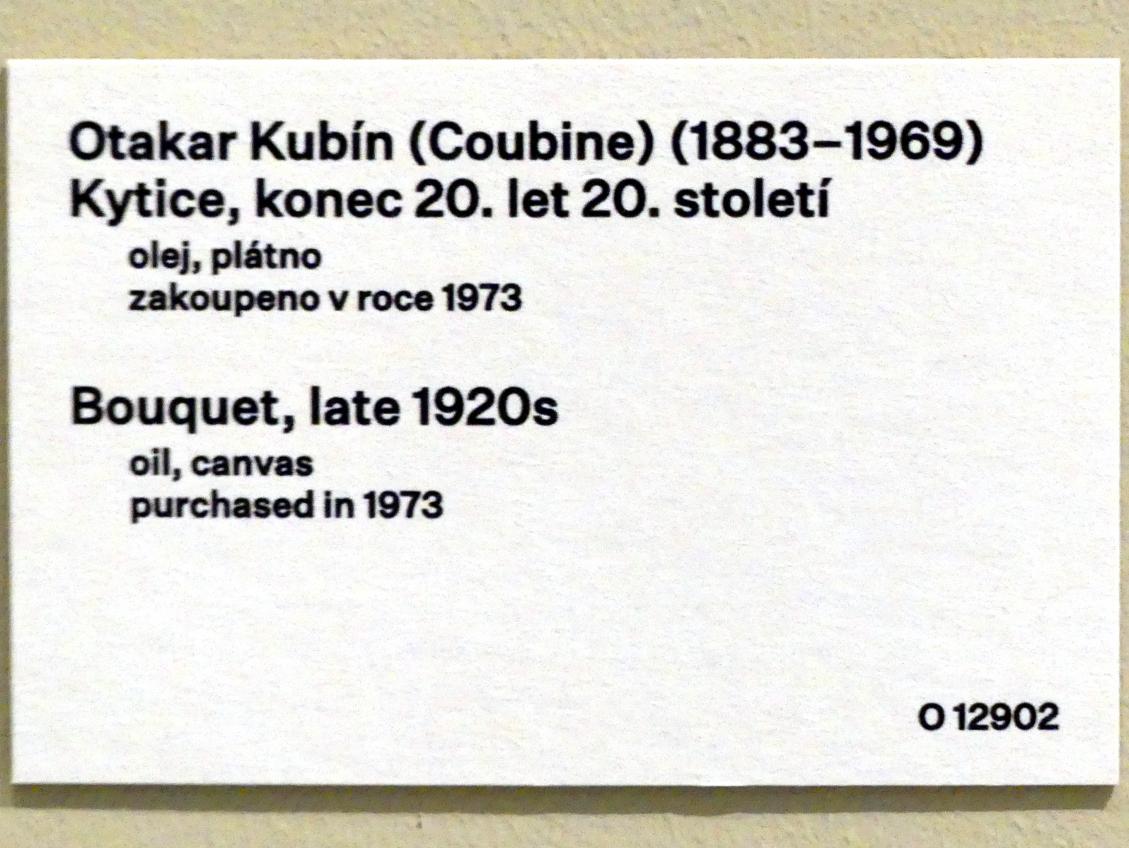 Otakar Kubín (Coubine) (1883–1969)
Kytice, konec 20. let 20. století
olej, plátno
zakoupeno v roce 1973
Bouquet, late 1920s
oil, canvas
purchased in 1973
O 12902